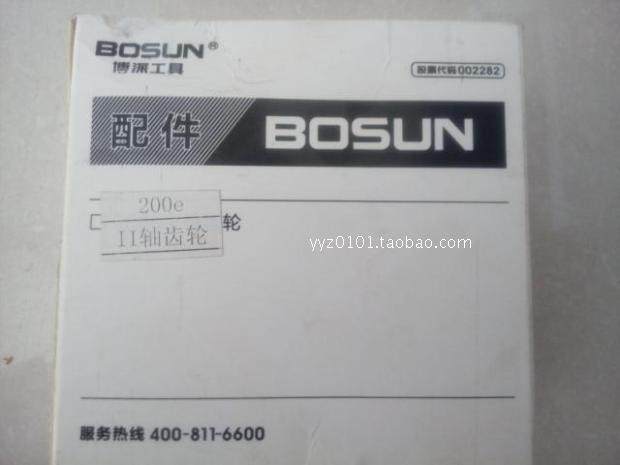 BOSUN®
博深工具
股票代码002282
配件 BOSUN
200e
II轴齿轮
轮
yyz0101.taobao.com
服务热线 400-811-6600